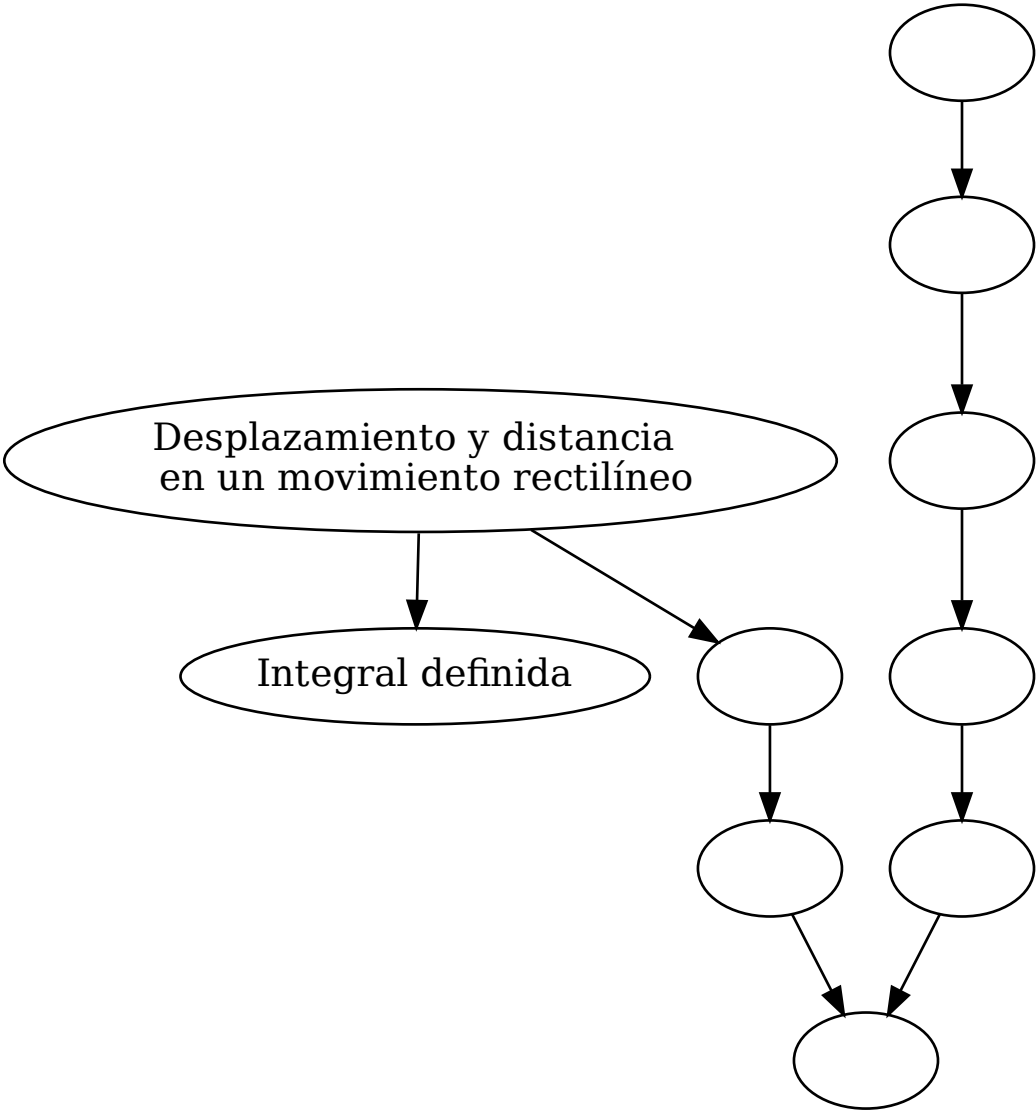 Desplazamiento y distancia
en un movimiento rectilíneo
Integral definida